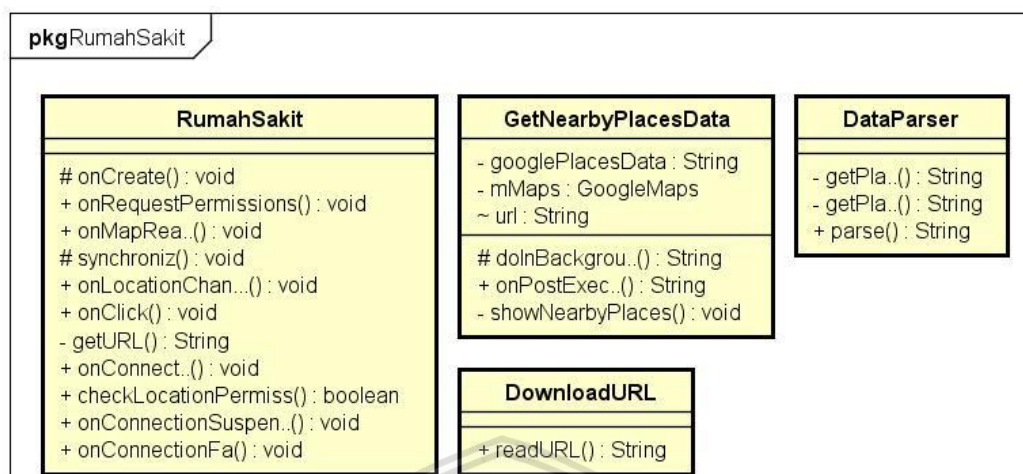 pkgRumahSakit
RumahSakit
# onCreate() : void
+ onRequestPermissions() : void
+ onMapRea..() : void
# synchroniz() : void
+ onLocationChan...() : void
+ onClick() : void
- getURL() : String
+ onConnect..() : void
+ checkLocationPermiss() : boolean
+ onConnectionSuspen..() : void
+ onConnectionFa() : void
GetNearbyPlacesData
- googlePlacesData : String
- mMaps : GoogleMaps
~ url : String
# doInBackgrou..() : String
+ onPostExec..() : String
- showNearbyPlaces() : void
DownloadURL
+ readURL() : String
DataParser
- getPla..() : String
- getPla..() : String
+ parse() : String